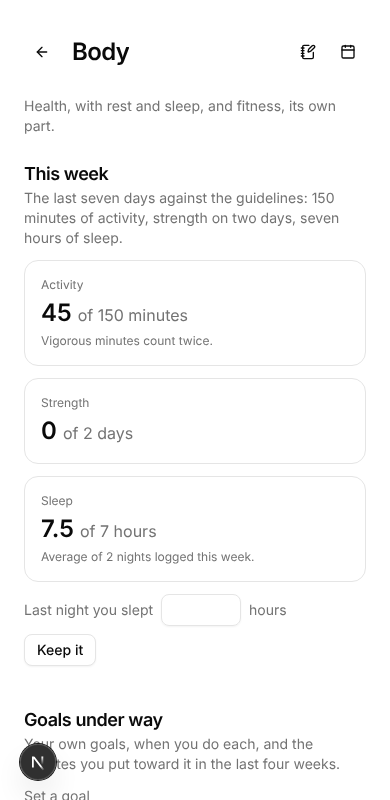 Body
Health, with rest and sleep, and fitness, its own
part.
This week
The last seven days against the guidelines: 150
minutes of activity, strength on two days, seven
hours of sleep.
Activity
45 of 150 minutes
Vigorous minutes count twice.
Strength
0 of 2 days
Sleep
7.5 of 7 hours
Average of 2 nights logged this week.
Last night you slept hours
Keep it
Goals under way
Your own goals, when you do each, and the
you put toward it in the last four weeks.
N
Set a goal